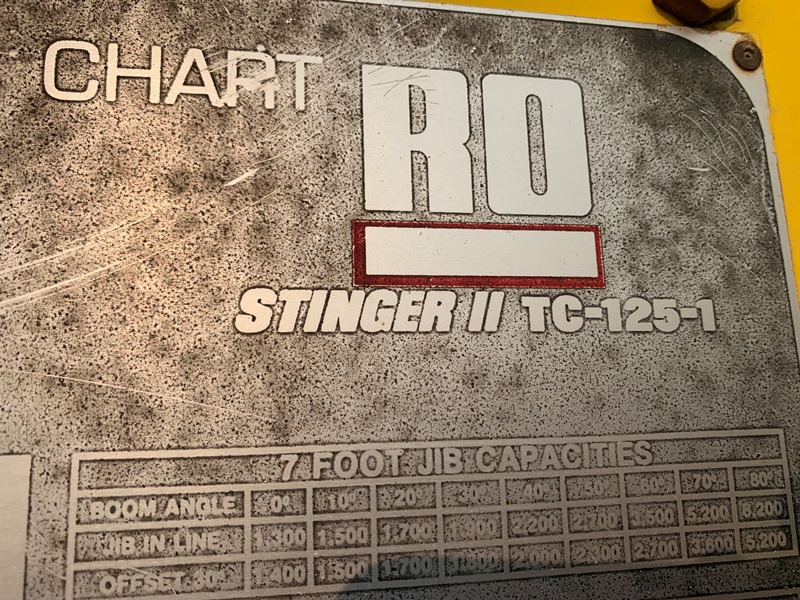 CHART
RO
STINGER II TC-125-1
7 FOOT JIB CAPACITIES
BOOM ANGLE 0° 10° 20° 30° 40° 50° 60° 70° 80°
JIB IN LINE 1,300 1,500 1,700 1,900 2,200 2,700 3,500 5,200 8,200
OFFSET 30° 1,400 1,500 1,700 1,800 2,000 2,300 2,700 3,600 5,200